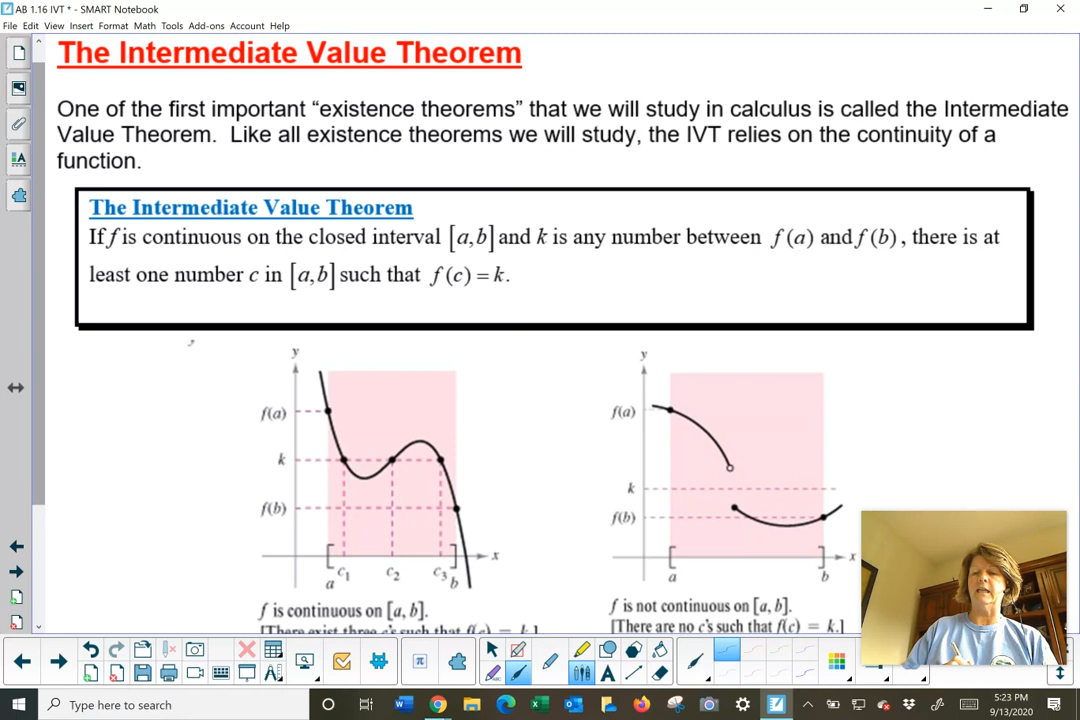 AB 1.16 IVT * - SMART Notebook
File Edit View Insert Format Math Tools Add-ons Account Help
The Intermediate Value Theorem
One of the first important “existence theorems” that we will study in calculus is called the Intermediate
Value Theorem. Like all existence theorems we will study, the IVT relies on the continuity of a
function.
The Intermediate Value Theorem
If f is continuous on the closed interval [a,b] and k is any number between f(a) and f(b), there is at
least one number c in [a,b] such that f(c) = k.
y
f(a)
k
f(b)
x
a
c1
c2
c3
b
f is continuous on [a, b].
[There exist three c's such that f(c) = k.]
y
f(a)
k
f(b)
x
a
b
f is not continuous on [a, b].
[There are no c's such that f(c) = k.]
π
A
Type here to search
5:23 PM
9/13/2020